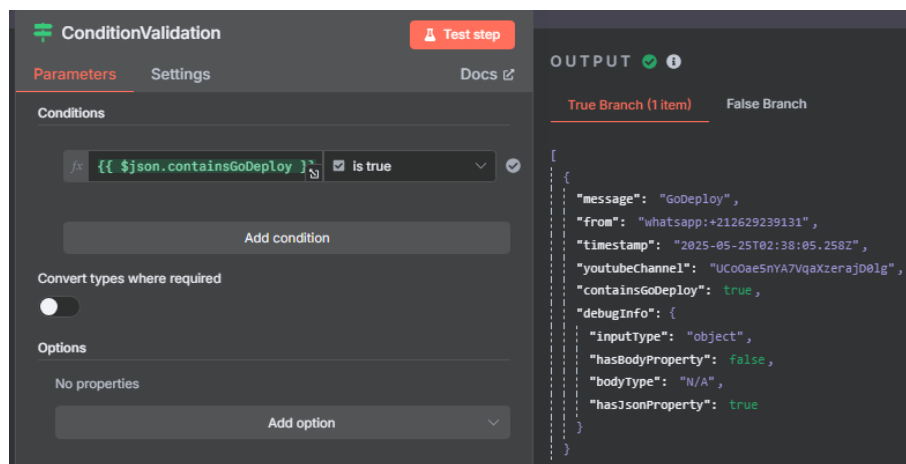 ConditionValidation
Test step
Parameters
Settings
Docs
Conditions
fx
{{ $json.containsGoDeploy }}
is true
Add condition
Convert types where required
Options
No properties
Add option
OUTPUT
True Branch (1 item)
False Branch
[
{
"message": "GoDeploy",
"from": "whatsapp:+212629239131",
"timestamp": "2025-05-25T02:38:05.258Z",
"youtubeChannel": "UCoOae5nYA7VqaXzerajD0lg",
"containsGoDeploy": true,
"debugInfo": {
"inputType": "object",
"hasBodyProperty": false,
"bodyType": "N/A",
"hasJsonProperty": true
}
}